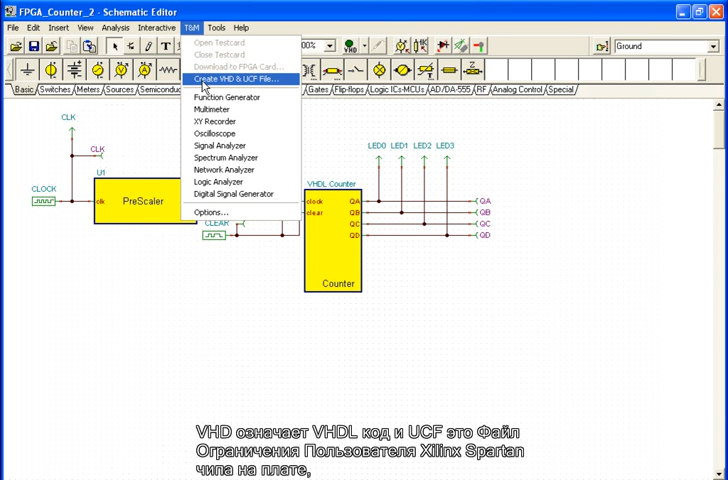 FPGA_Counter_2 - Schematic Editor
File Edit Insert View Analysis Interactive T&M Tools Help
Ground
Basic Switches Meters Sources Gates Flip-flops Logic ICs-MCUs AD/DA-555 RF Analog Control Special
Open Testcard
Close Testcard
Download to FPGA Card...
Create VHD & UCF File...
Function Generator
Multimeter
XY Recorder
Oscilloscope
Signal Analyzer
Spectrum Analyzer
Network Analyzer
Logic Analyzer
Digital Signal Generator
Options...
CLK
CLK
CLOCK
U1
clk
PreScaler
CLEAR
VHDL Counter
clock
clear
QA
QB
QC
QD
Counter
LED0 LED1 LED2 LED3
QA
QB
QC
QD
VHD означает VHDL код и UCF это Файл
Ограничения Пользователя Xilinx Spartan
чипа на плате,